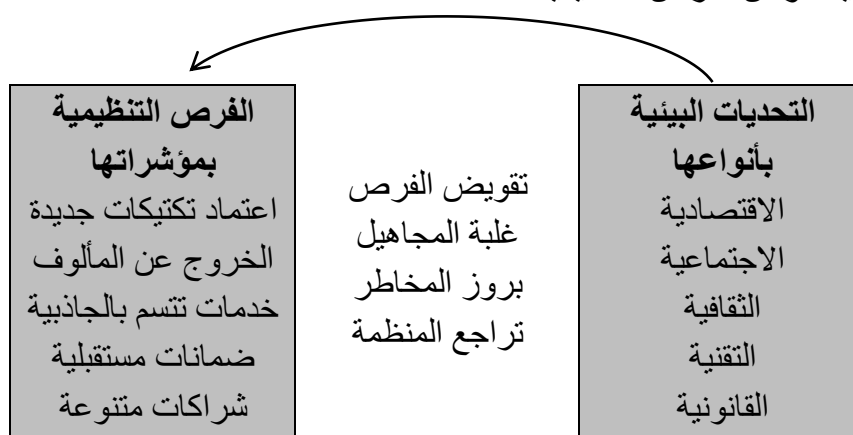 التحديات البيئية
بأنواعها
الاقتصادية
الاجتماعية
الثقافية
التقنية
القانونية
تقويض الفرص
غلبة المجاهيل
بروز المخاطر
تراجع المنظمة
الفرص التنظيمية
بمؤشراتها
اعتماد تكتيكات جديدة
الخروج عن المألوف
خدمات تتسم بالجاذبية
ضمانات مستقبلية
شراكات متنوعة